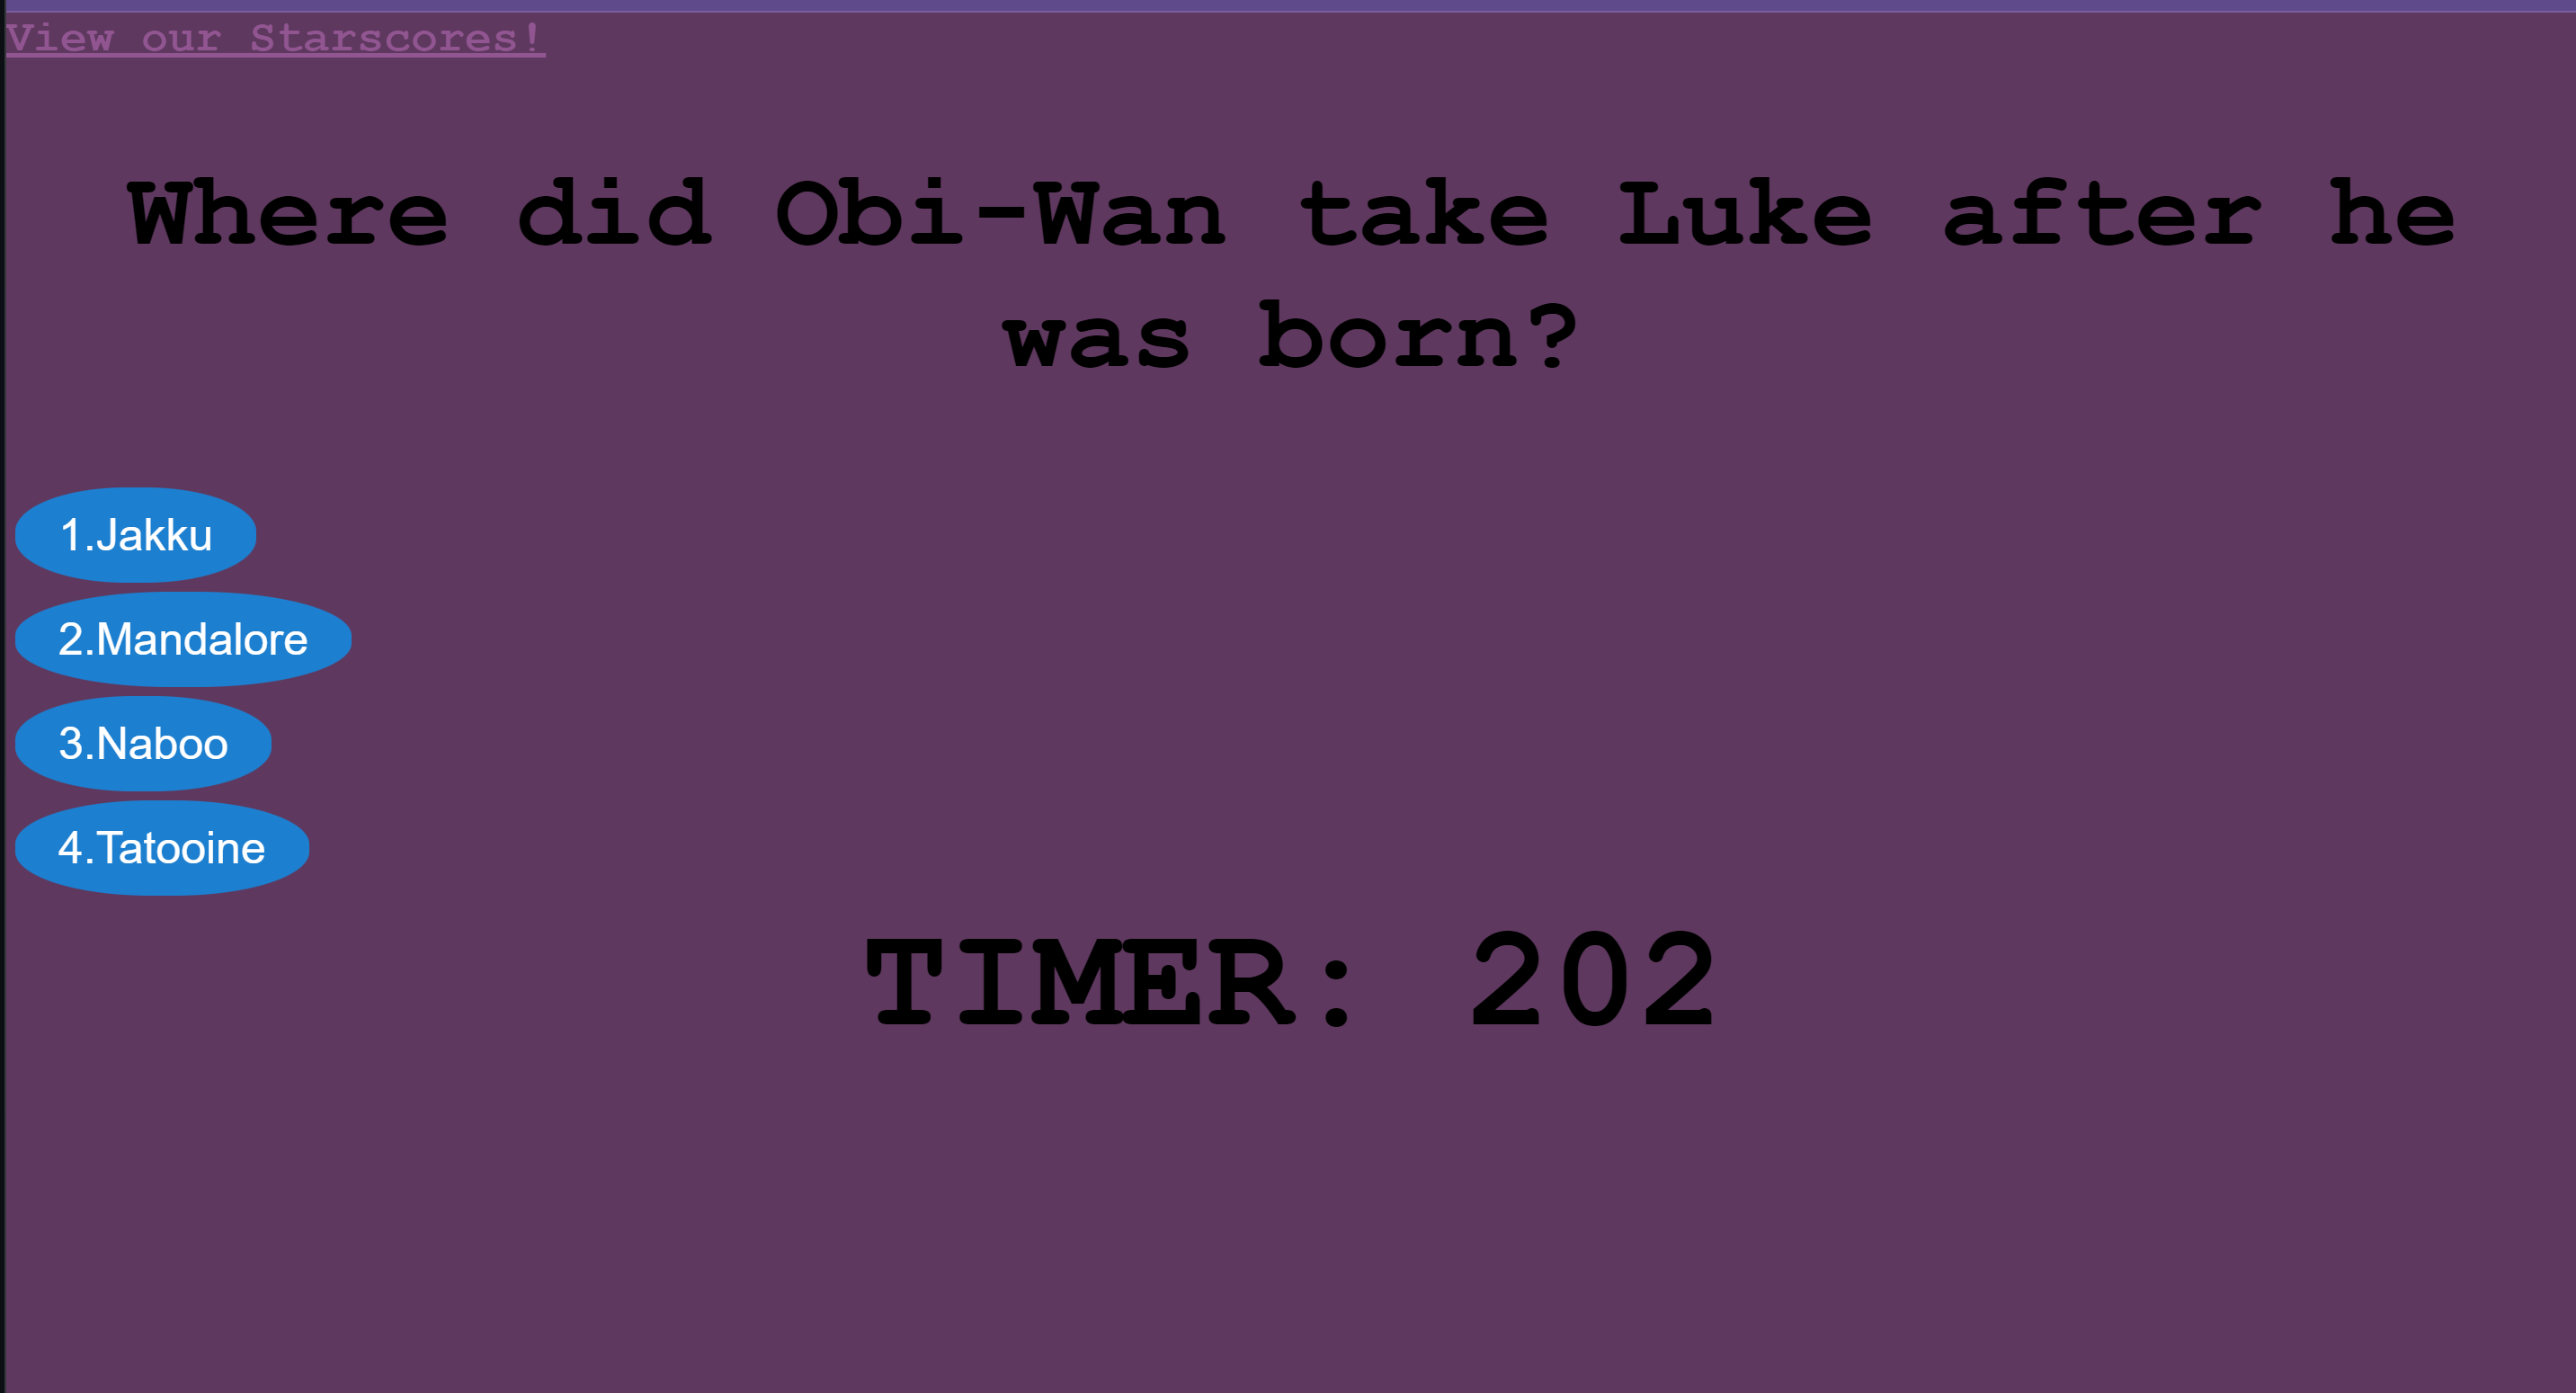 View our Starscores!
Where did Obi-Wan take Luke after he
was born?
1.Jakku
2.Mandalore
3.Naboo
4.Tatooine
TIMER: 202